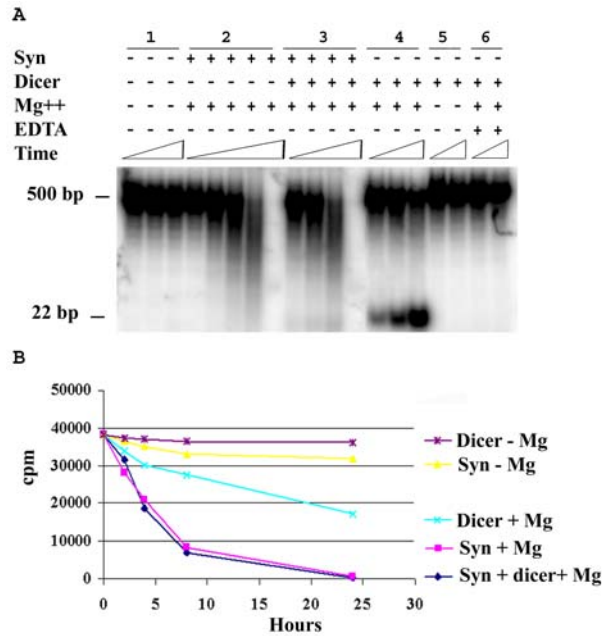 A
1 2 3 4 5 6
Syn - - - + + + + + + + + + - - - - - - -
Dicer - - - - - - - - + + + + + + + + + + +
Mg++ - - - + + + + + + + + + + + + - - + +
EDTA - - - - - - - - - - - - - - - - - + +
Time
500 bp –
22 bp –
B
50000
40000
30000
20000
10000
0
cpm
0 5 10 15 20 25 30
Hours
Dicer - Mg
Syn - Mg
Dicer + Mg
Syn + Mg
Syn + dicer+ Mg